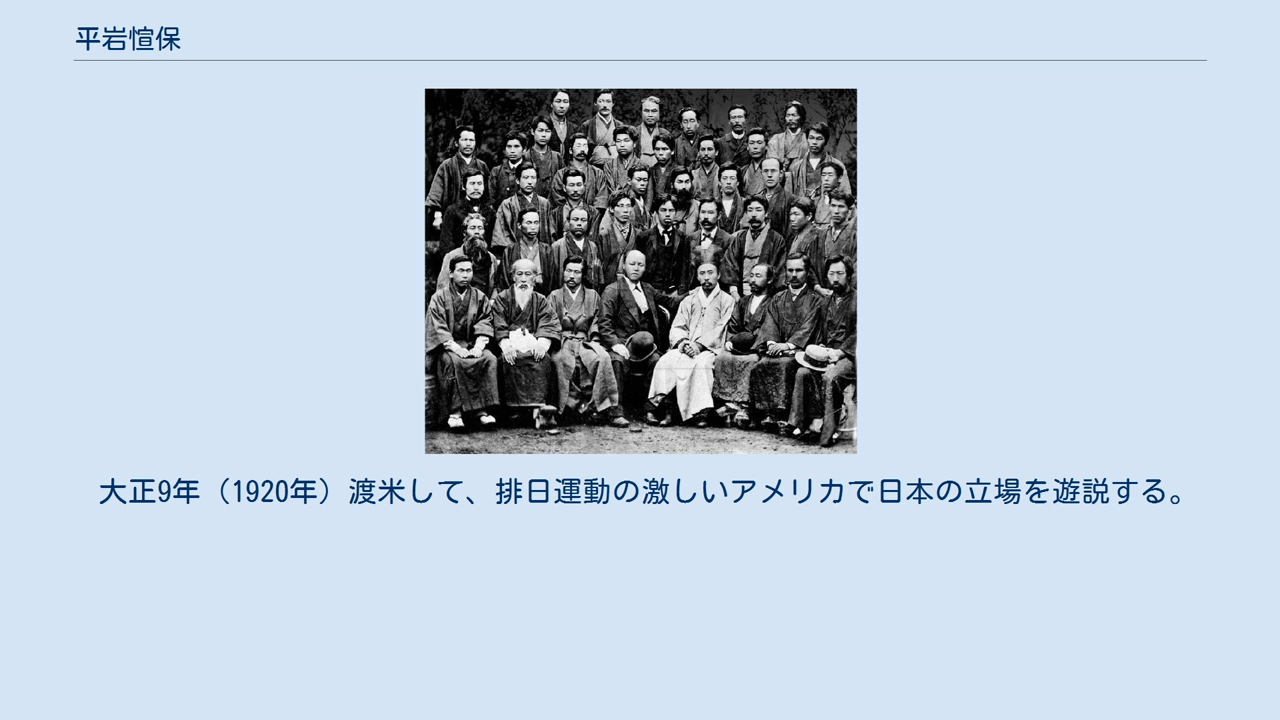 平岩愃保
大正9年（1920年）渡米して、排日運動の激しいアメリカで日本の立場を遊説する。